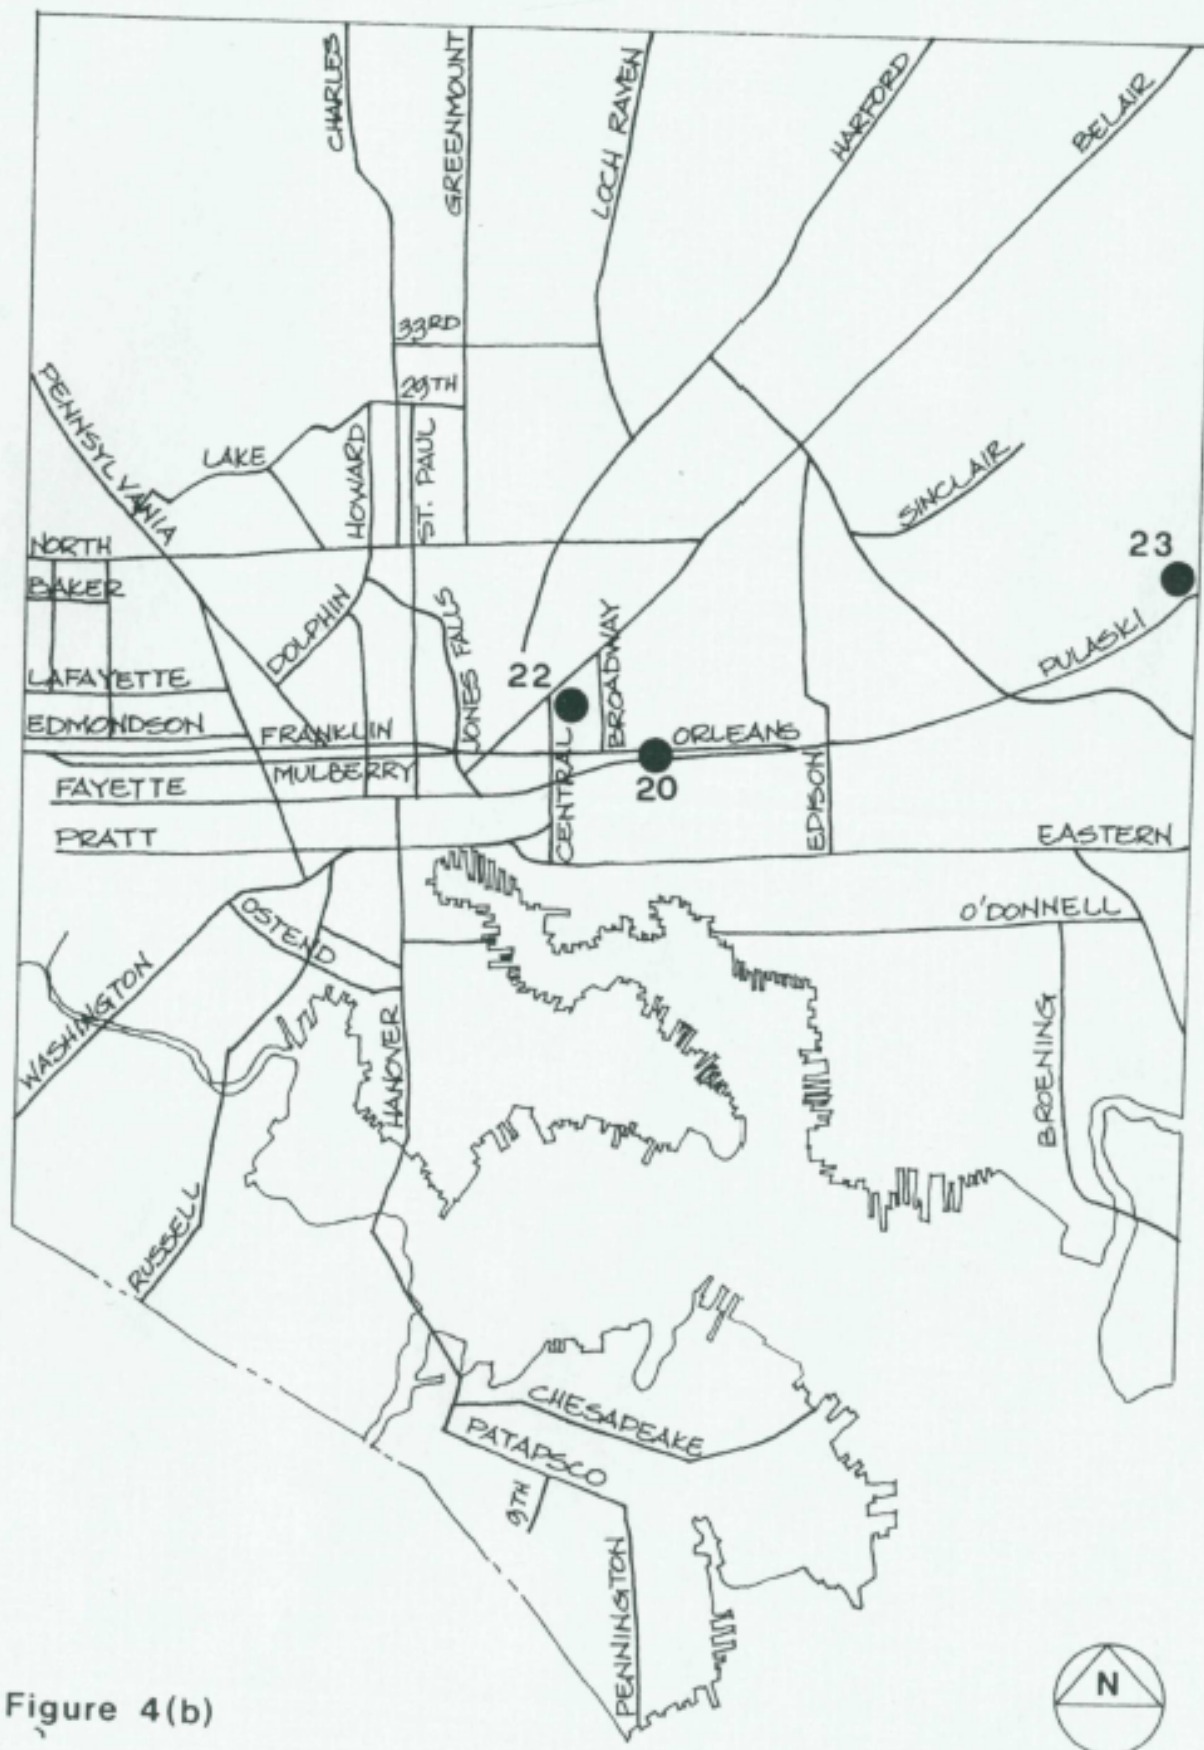 CHARLES
GREENMOUNT
LOCH RAVEN
HARFORD
BELAIR
33RD
29TH
PENNSYLVANIA
LAKE
HOWARD
ST. PAUL
SINCLAIR
NORTH
BAKER
23
DOLPHIN
JONES FALLS
BROADWAY
PULASKI
LAFAYETTE
22
EDMONDSON
FRANKLIN
ORLEANS
MULBERRY
FAYETTE
20
CENTRAL
EDISON
PRATT
EASTERN
OSTEND
O'DONNELL
WASHINGTON
HANOVER
BROENING
RUSSELL
CHESAPEAKE
PATAPSCO
9TH
PENNINGTON
N
Figure 4(b)